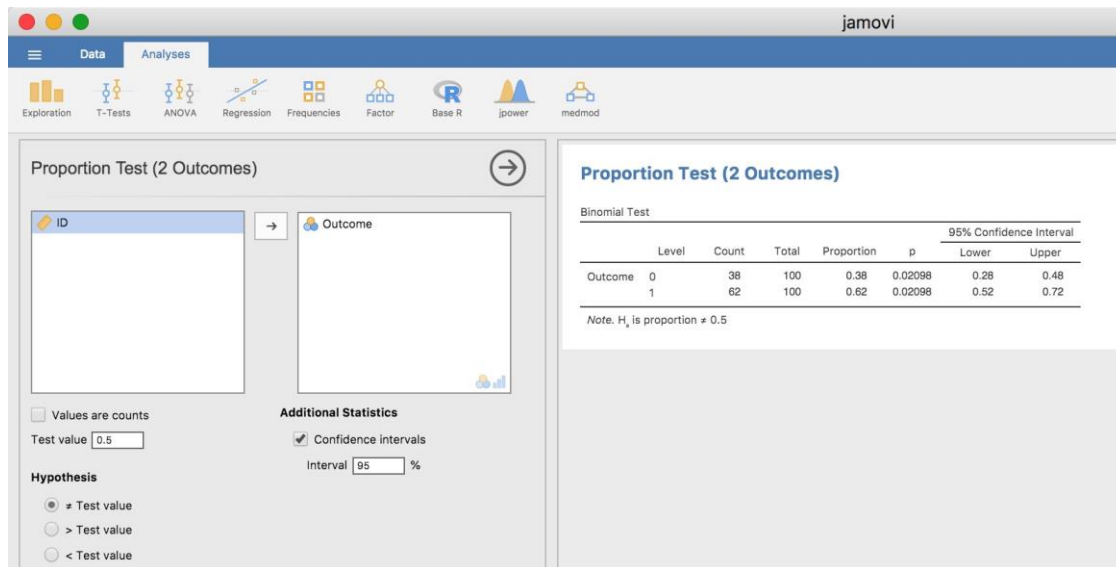 jamovi
Data Analyses
Exploration T-Tests ANOVA Regression Frequencies Factor Base R jpower medmod
Proportion Test (2 Outcomes)
ID
Outcome
Values are counts
Test value 0.5
Hypothesis
≠ Test value
> Test value
< Test value
Additional Statistics
Confidence intervals
Interval 95 %
Proportion Test (2 Outcomes)
Binomial Test
95% Confidence Interval
Level Count Total Proportion p Lower Upper
Outcome 0 38 100 0.38 0.02098 0.28 0.48
1 62 100 0.62 0.02098 0.52 0.72
Note. Hₐ is proportion ≠ 0.5